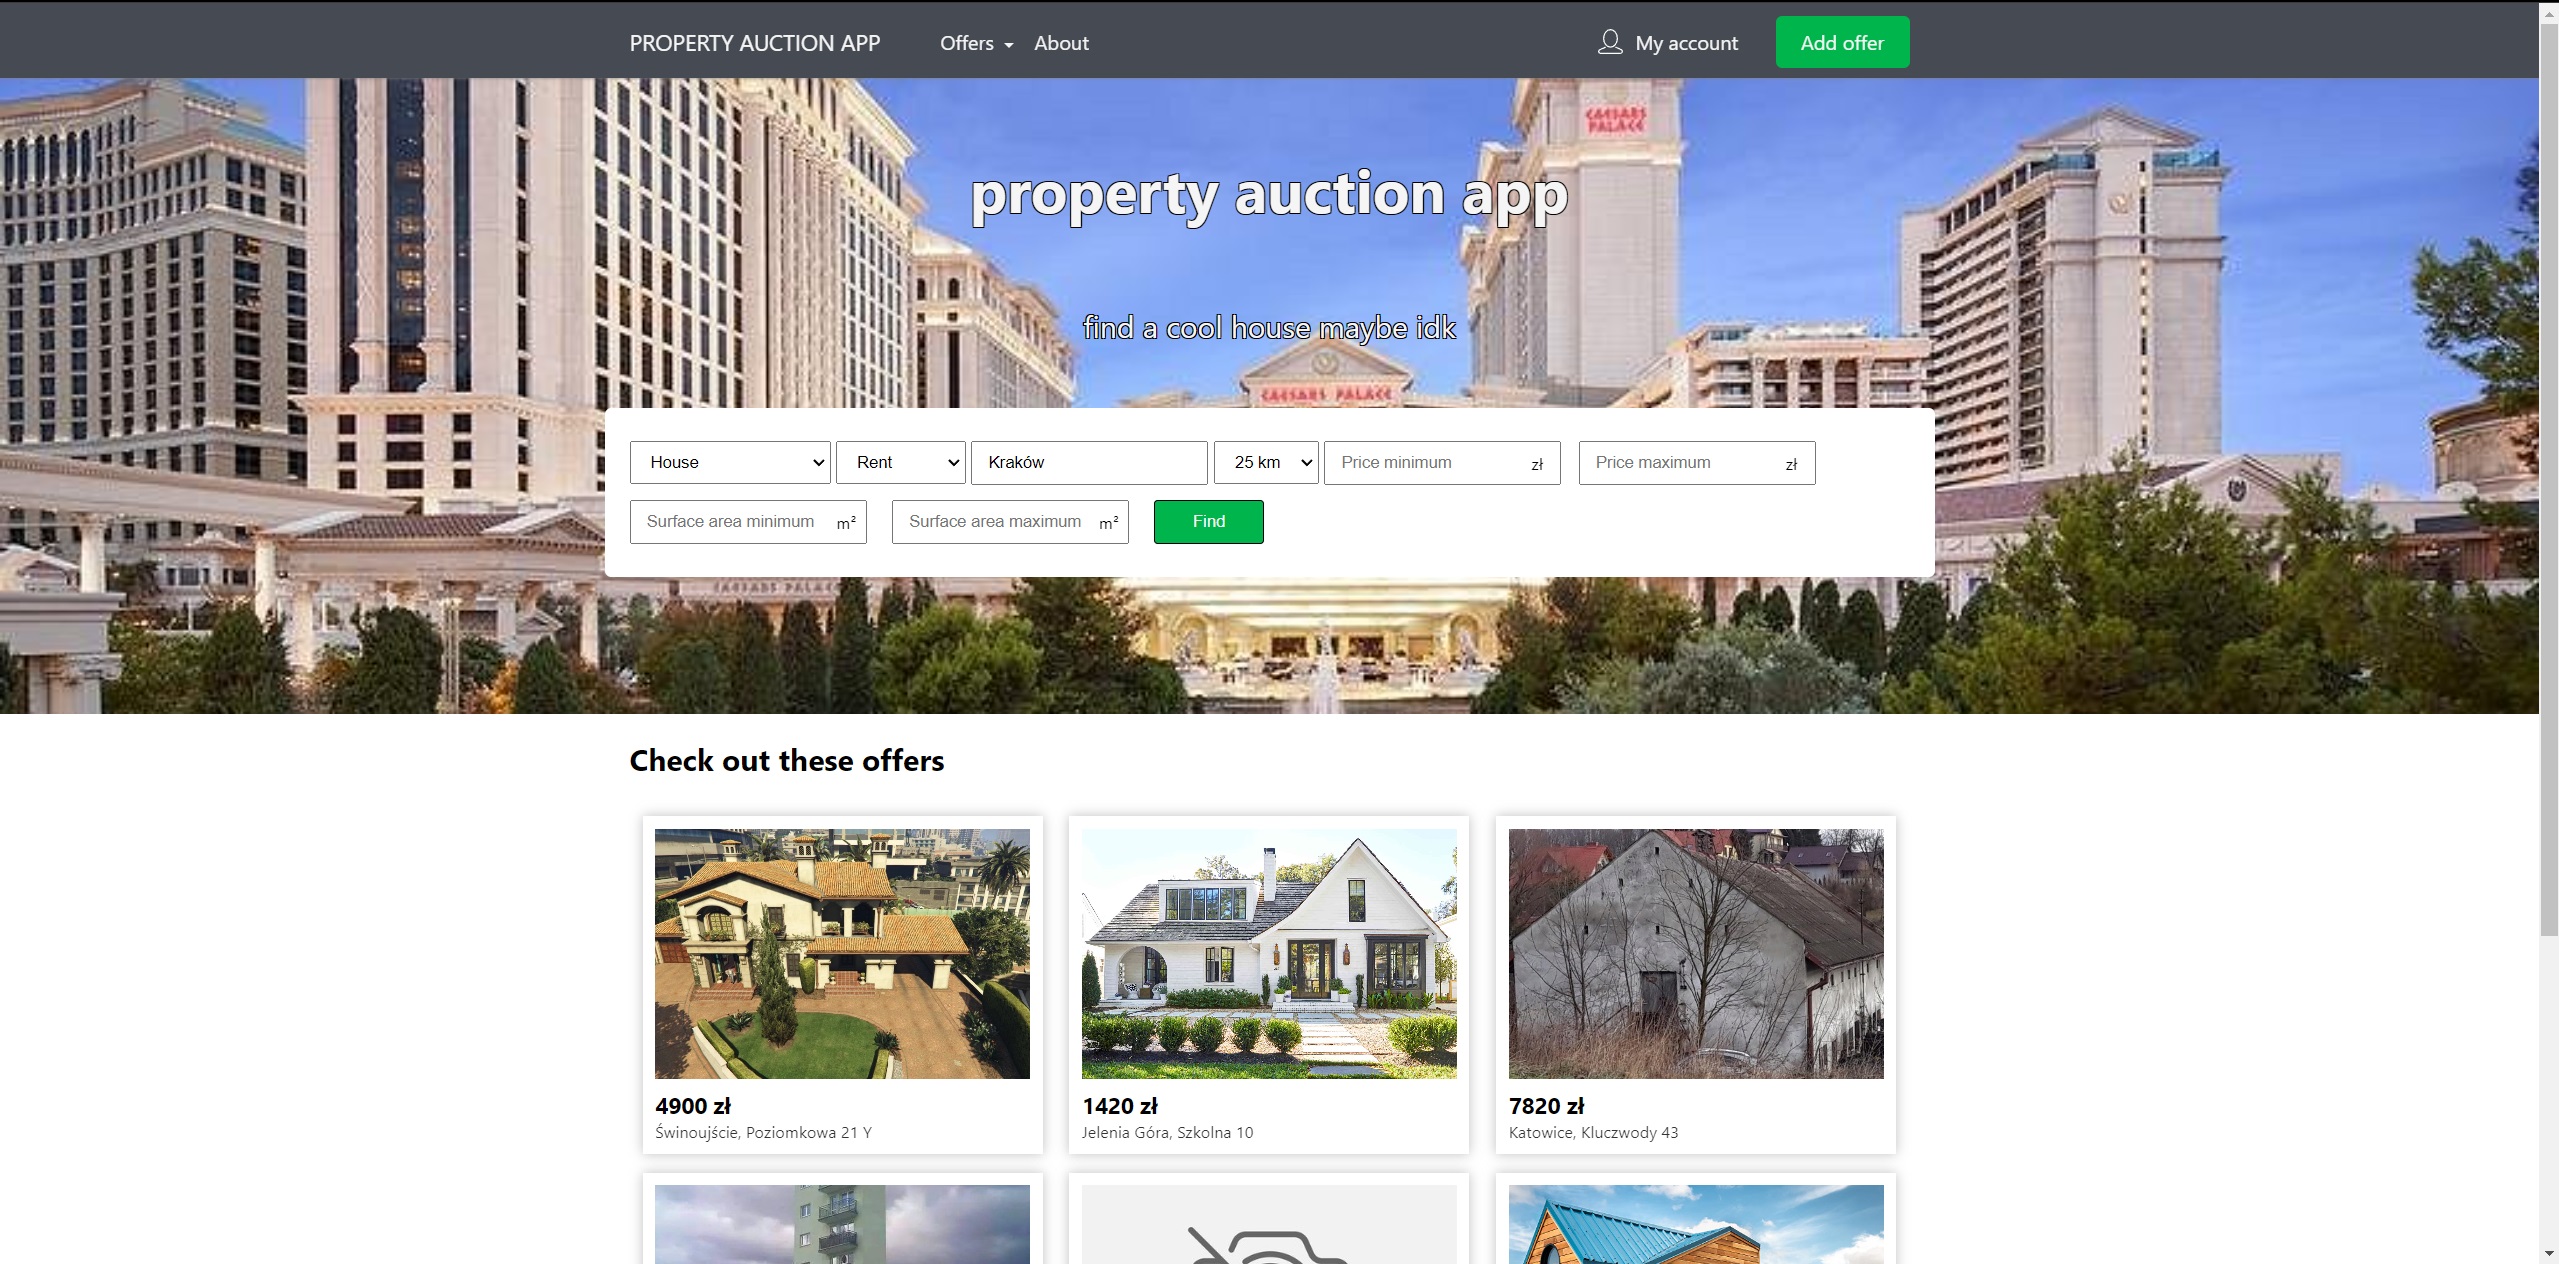 PROPERTY AUCTION APP Offers About My account Add offer
CAESARS
PALACE
property auction app
find a cool house maybe idk
CAESARS PALACE
House Rent Kraków 25 km Price minimum zł Price maximum zł
Surface area minimum m² Surface area maximum m² Find
CAESARS PALACE
Check out these offers
4900 zł
Świnoujście, Poziomkowa 21 Y
1420 zł
Jelenia Góra, Szkolna 10
7820 zł
Katowice, Kluczwody 43